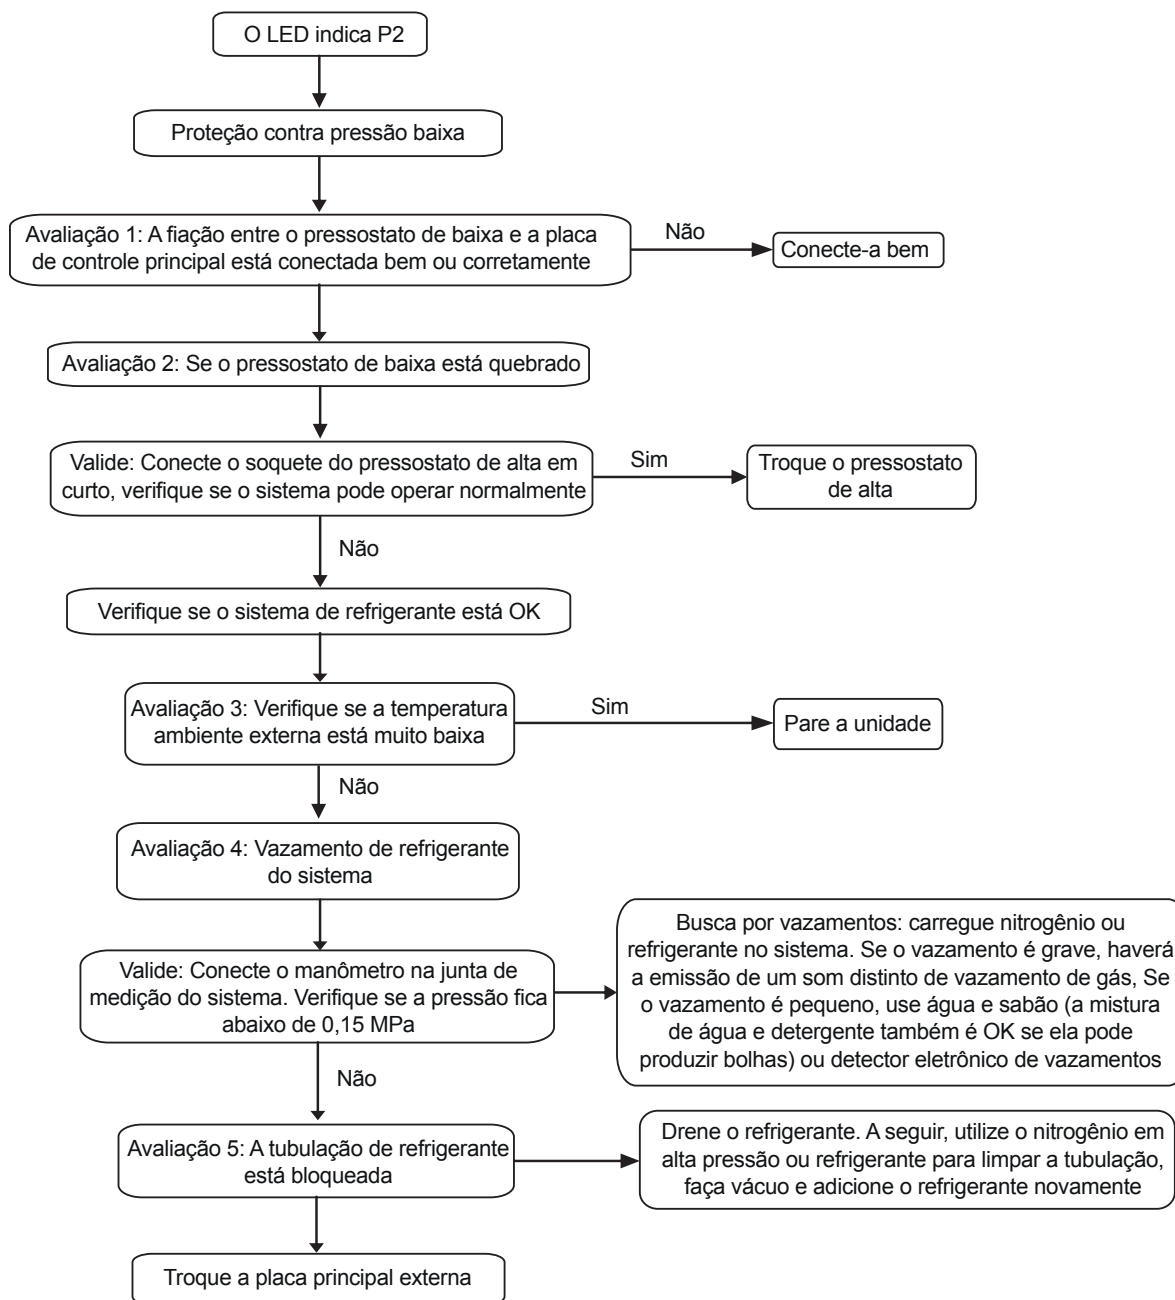 O LED indica P2
Proteção contra pressão baixa
Avaliação 1: A fiação entre o pressostato de baixa e a placa
de controle principal está conectada bem ou corretamente
Não
Conecte-a bem
Avaliação 2: Se o pressostato de baixa está quebrado
Valide: Conecte o soquete do pressostato de alta em
curto, verifique se o sistema pode operar normalmente
Sim
Troque o pressostato
de alta
Não
Verifique se o sistema de refrigerante está OK
Avaliação 3: Verifique se a temperatura
ambiente externa está muito baixa
Sim
Pare a unidade
Não
Avaliação 4: Vazamento de refrigerante
do sistema
Valide: Conecte o manômetro na junta de
medição do sistema. Verifique se a pressão fica
abaixo de 0,15 MPa
Busca por vazamentos: carregue nitrogênio ou
refrigerante no sistema. Se o vazamento é grave, haverá
a emissão de um som distinto de vazamento de gás, Se
o vazamento é pequeno, use água e sabão (a mistura
de água e detergente também é OK se ela pode
produzir bolhas) ou detector eletrônico de vazamentos
Não
Avaliação 5: A tubulação de refrigerante
está bloqueada
Drene o refrigerante. A seguir, utilize o nitrogênio em
alta pressão ou refrigerante para limpar a tubulação,
faça vácuo e adicione o refrigerante novamente
Troque a placa principal externa